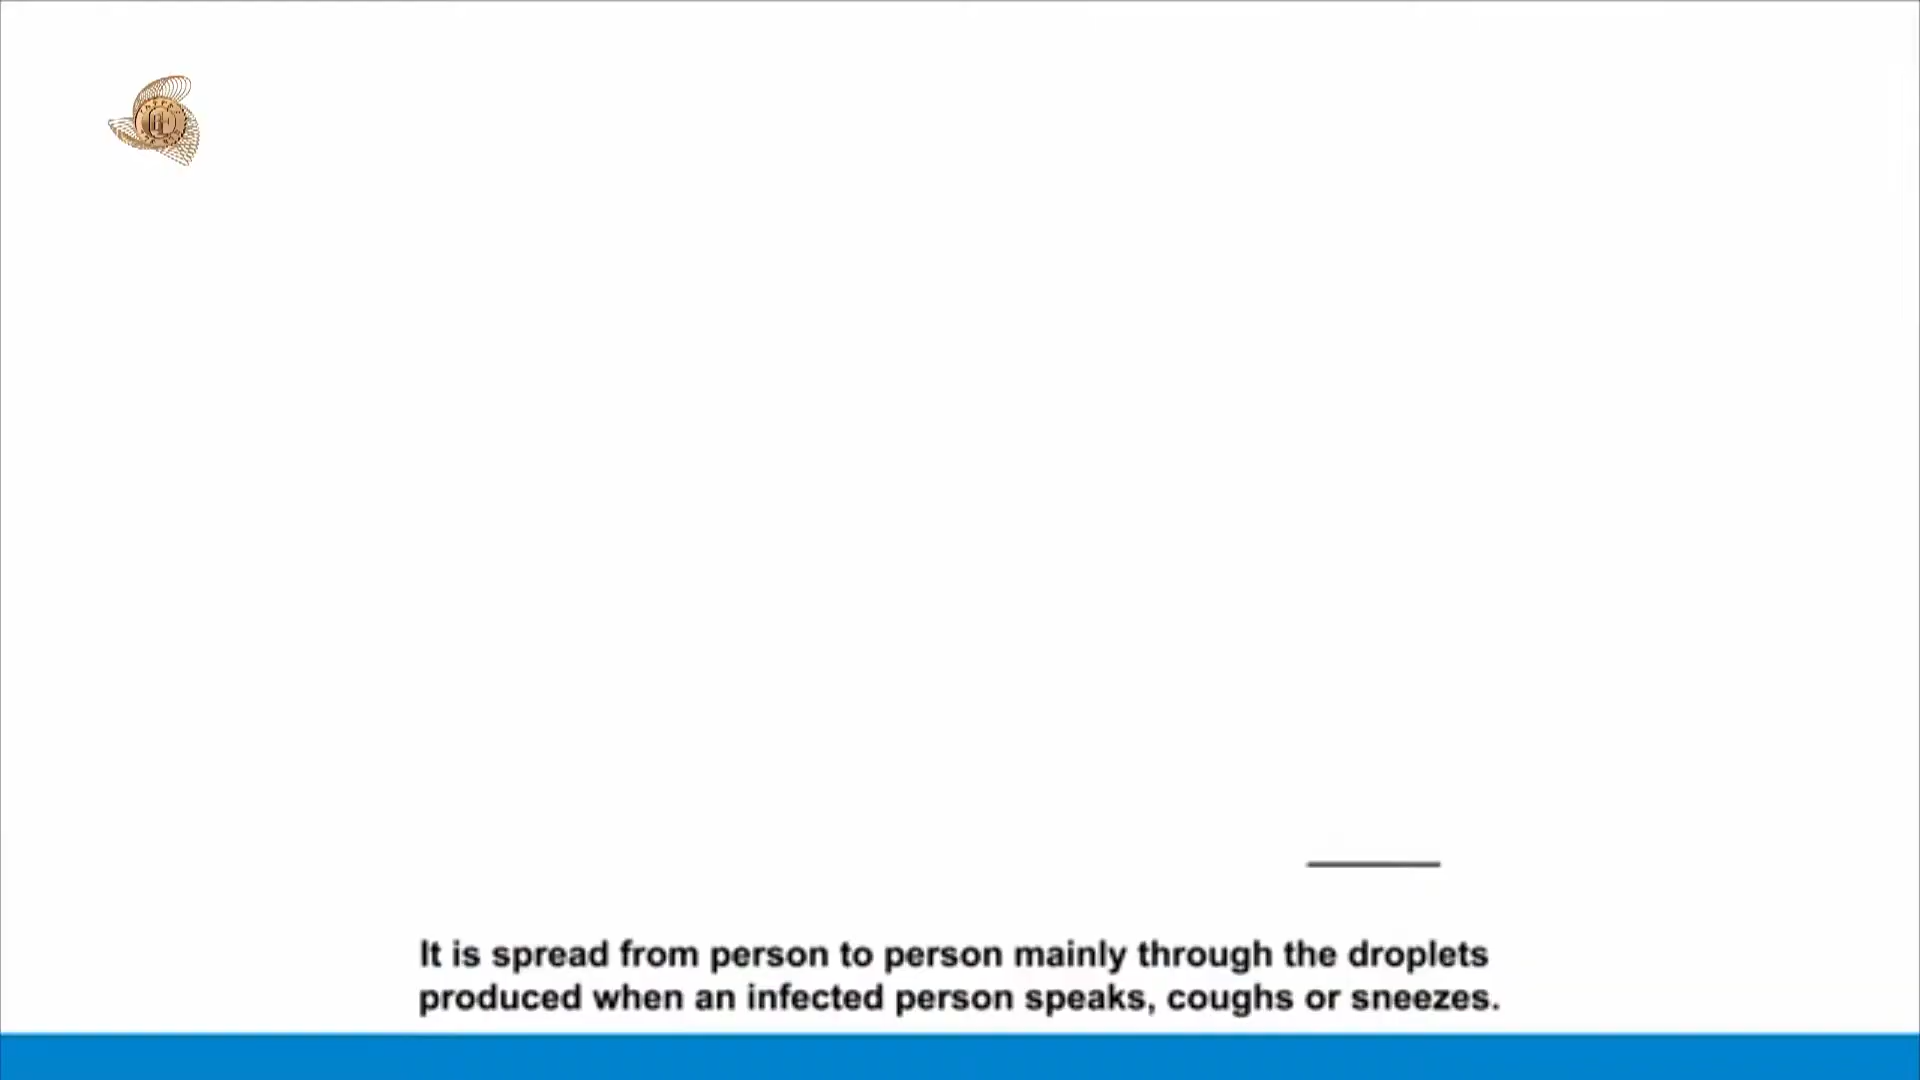 It is spread from person to person mainly through the droplets
produced when an infected person speaks, coughs or sneezes.